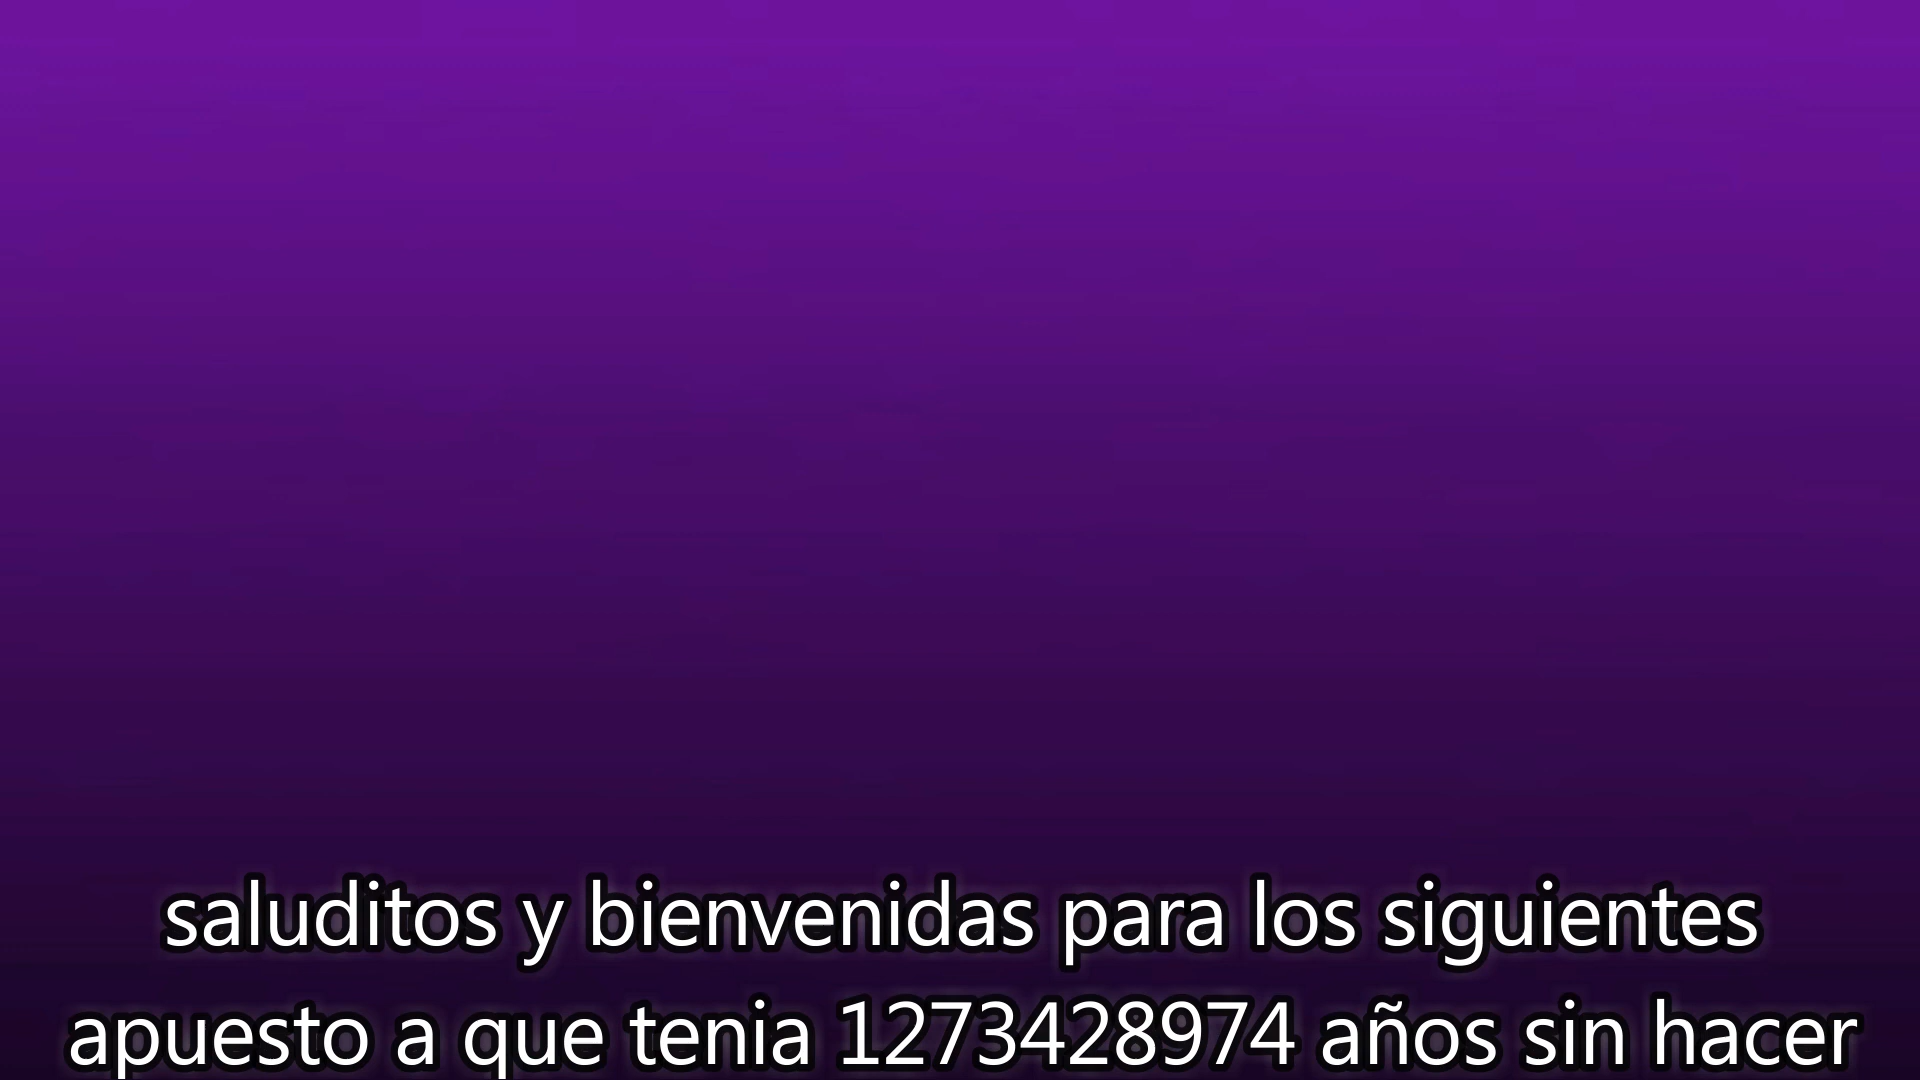 saluditos y bienvenidas para los siguientes
apuesto a que tenia 1273428974 años sin hacer